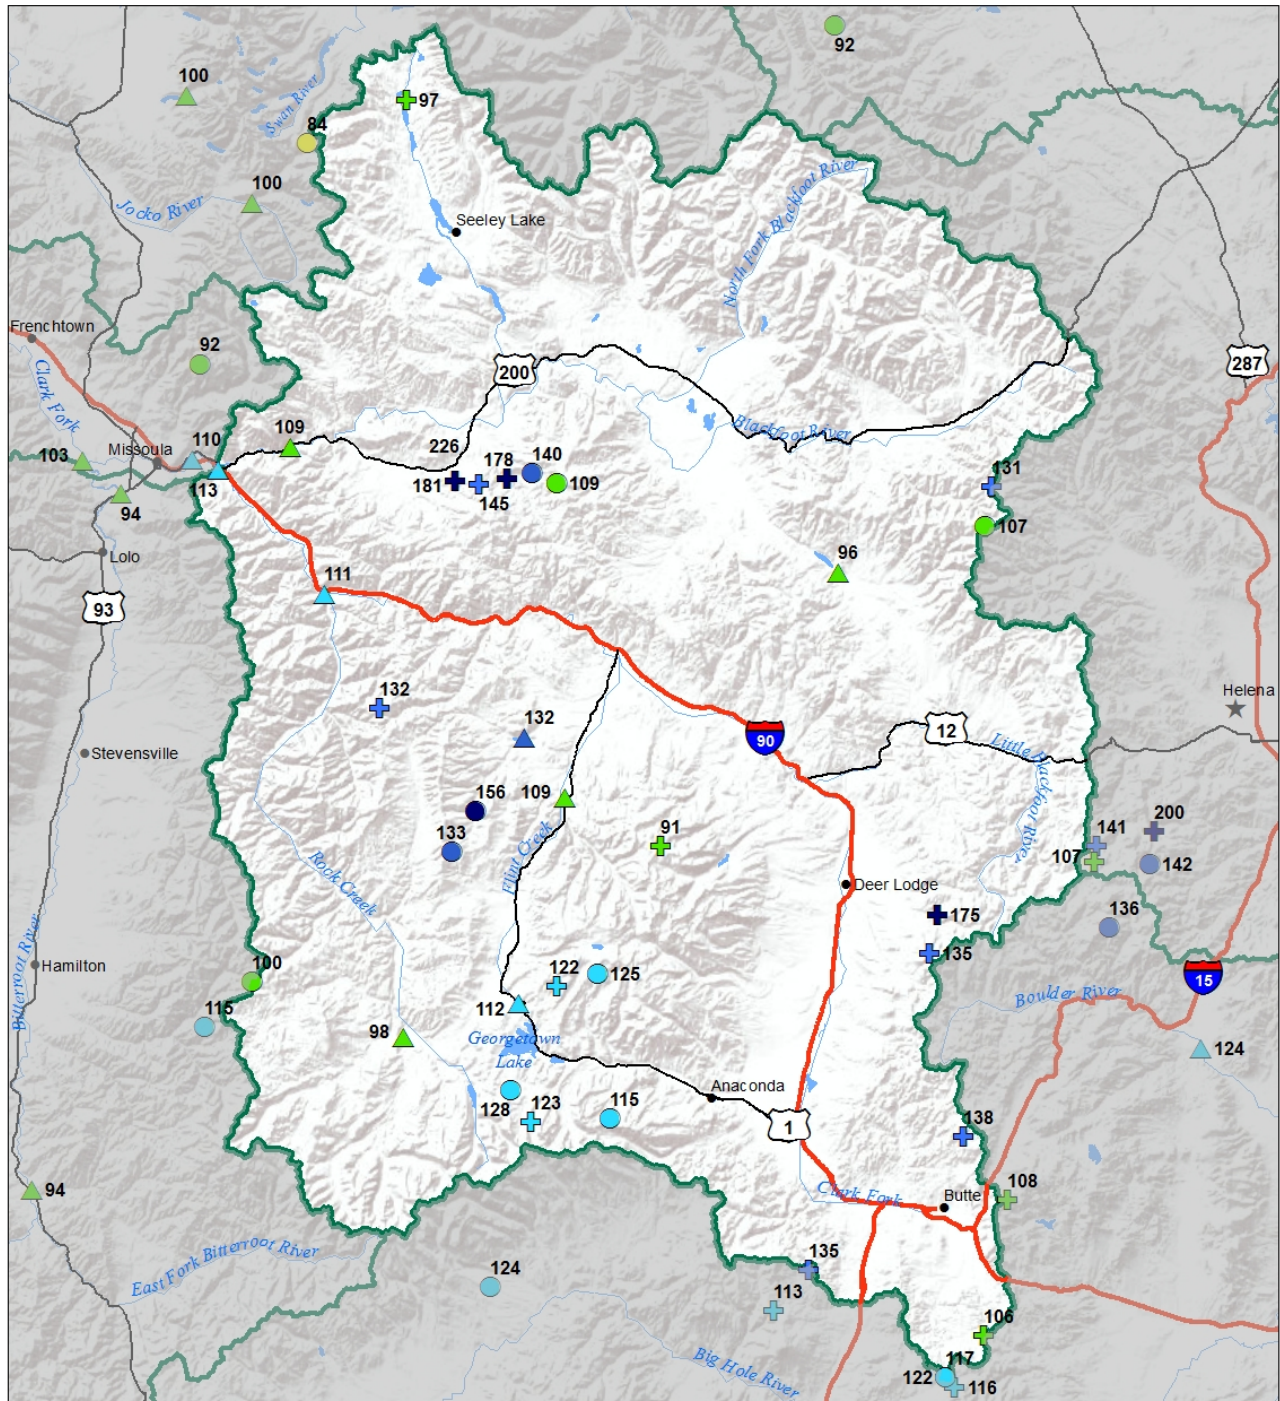 92
100
97
Swan River
84
100
Jocko River
North Fork Blackfoot River
Seeley Lake
Frenchtown
92
287
200
Clark Fork
109
Blackfoot River
Missoula
110
226
103
113
178
140
181
145
109
131
94
107
Lolo
96
111
93
132
Helena
132
90
12
Little Blackfoot River
Stevensville
156
109
200
133
91
141
107
142
Flint Creek
Rock Creek
Deer Lodge
175
136
135
Bitterroot River
Hamilton
100
122
125
15
115
112
Boulder River
98
Georgetown
Lake
124
Anaconda
128
123
115
1
138
94
Clark Fork
Butte
108
East Fork Bitterroot River
124
135
113
106
117
Big Hole River
122
116